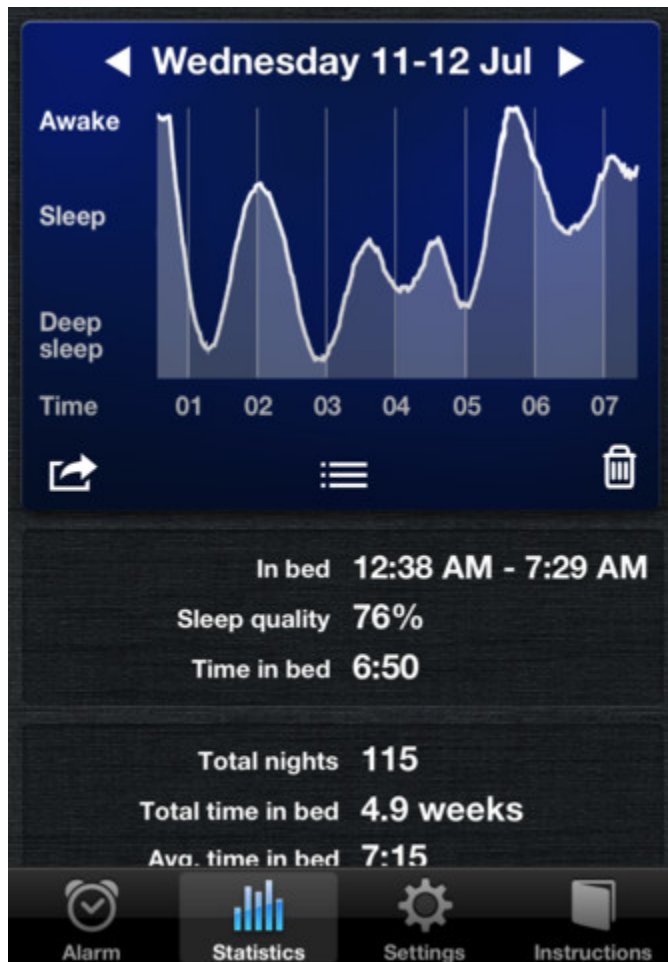 Wednesday 11-12 Jul
Awake
Sleep
Deep
sleep
Time 01 02 03 04 05 06 07
In bed 12:38 AM - 7:29 AM
Sleep quality 76%
Time in bed 6:50
Total nights 115
Total time in bed 4.9 weeks
Avg. time in bed 7:15
Alarm Statistics Settings Instructions